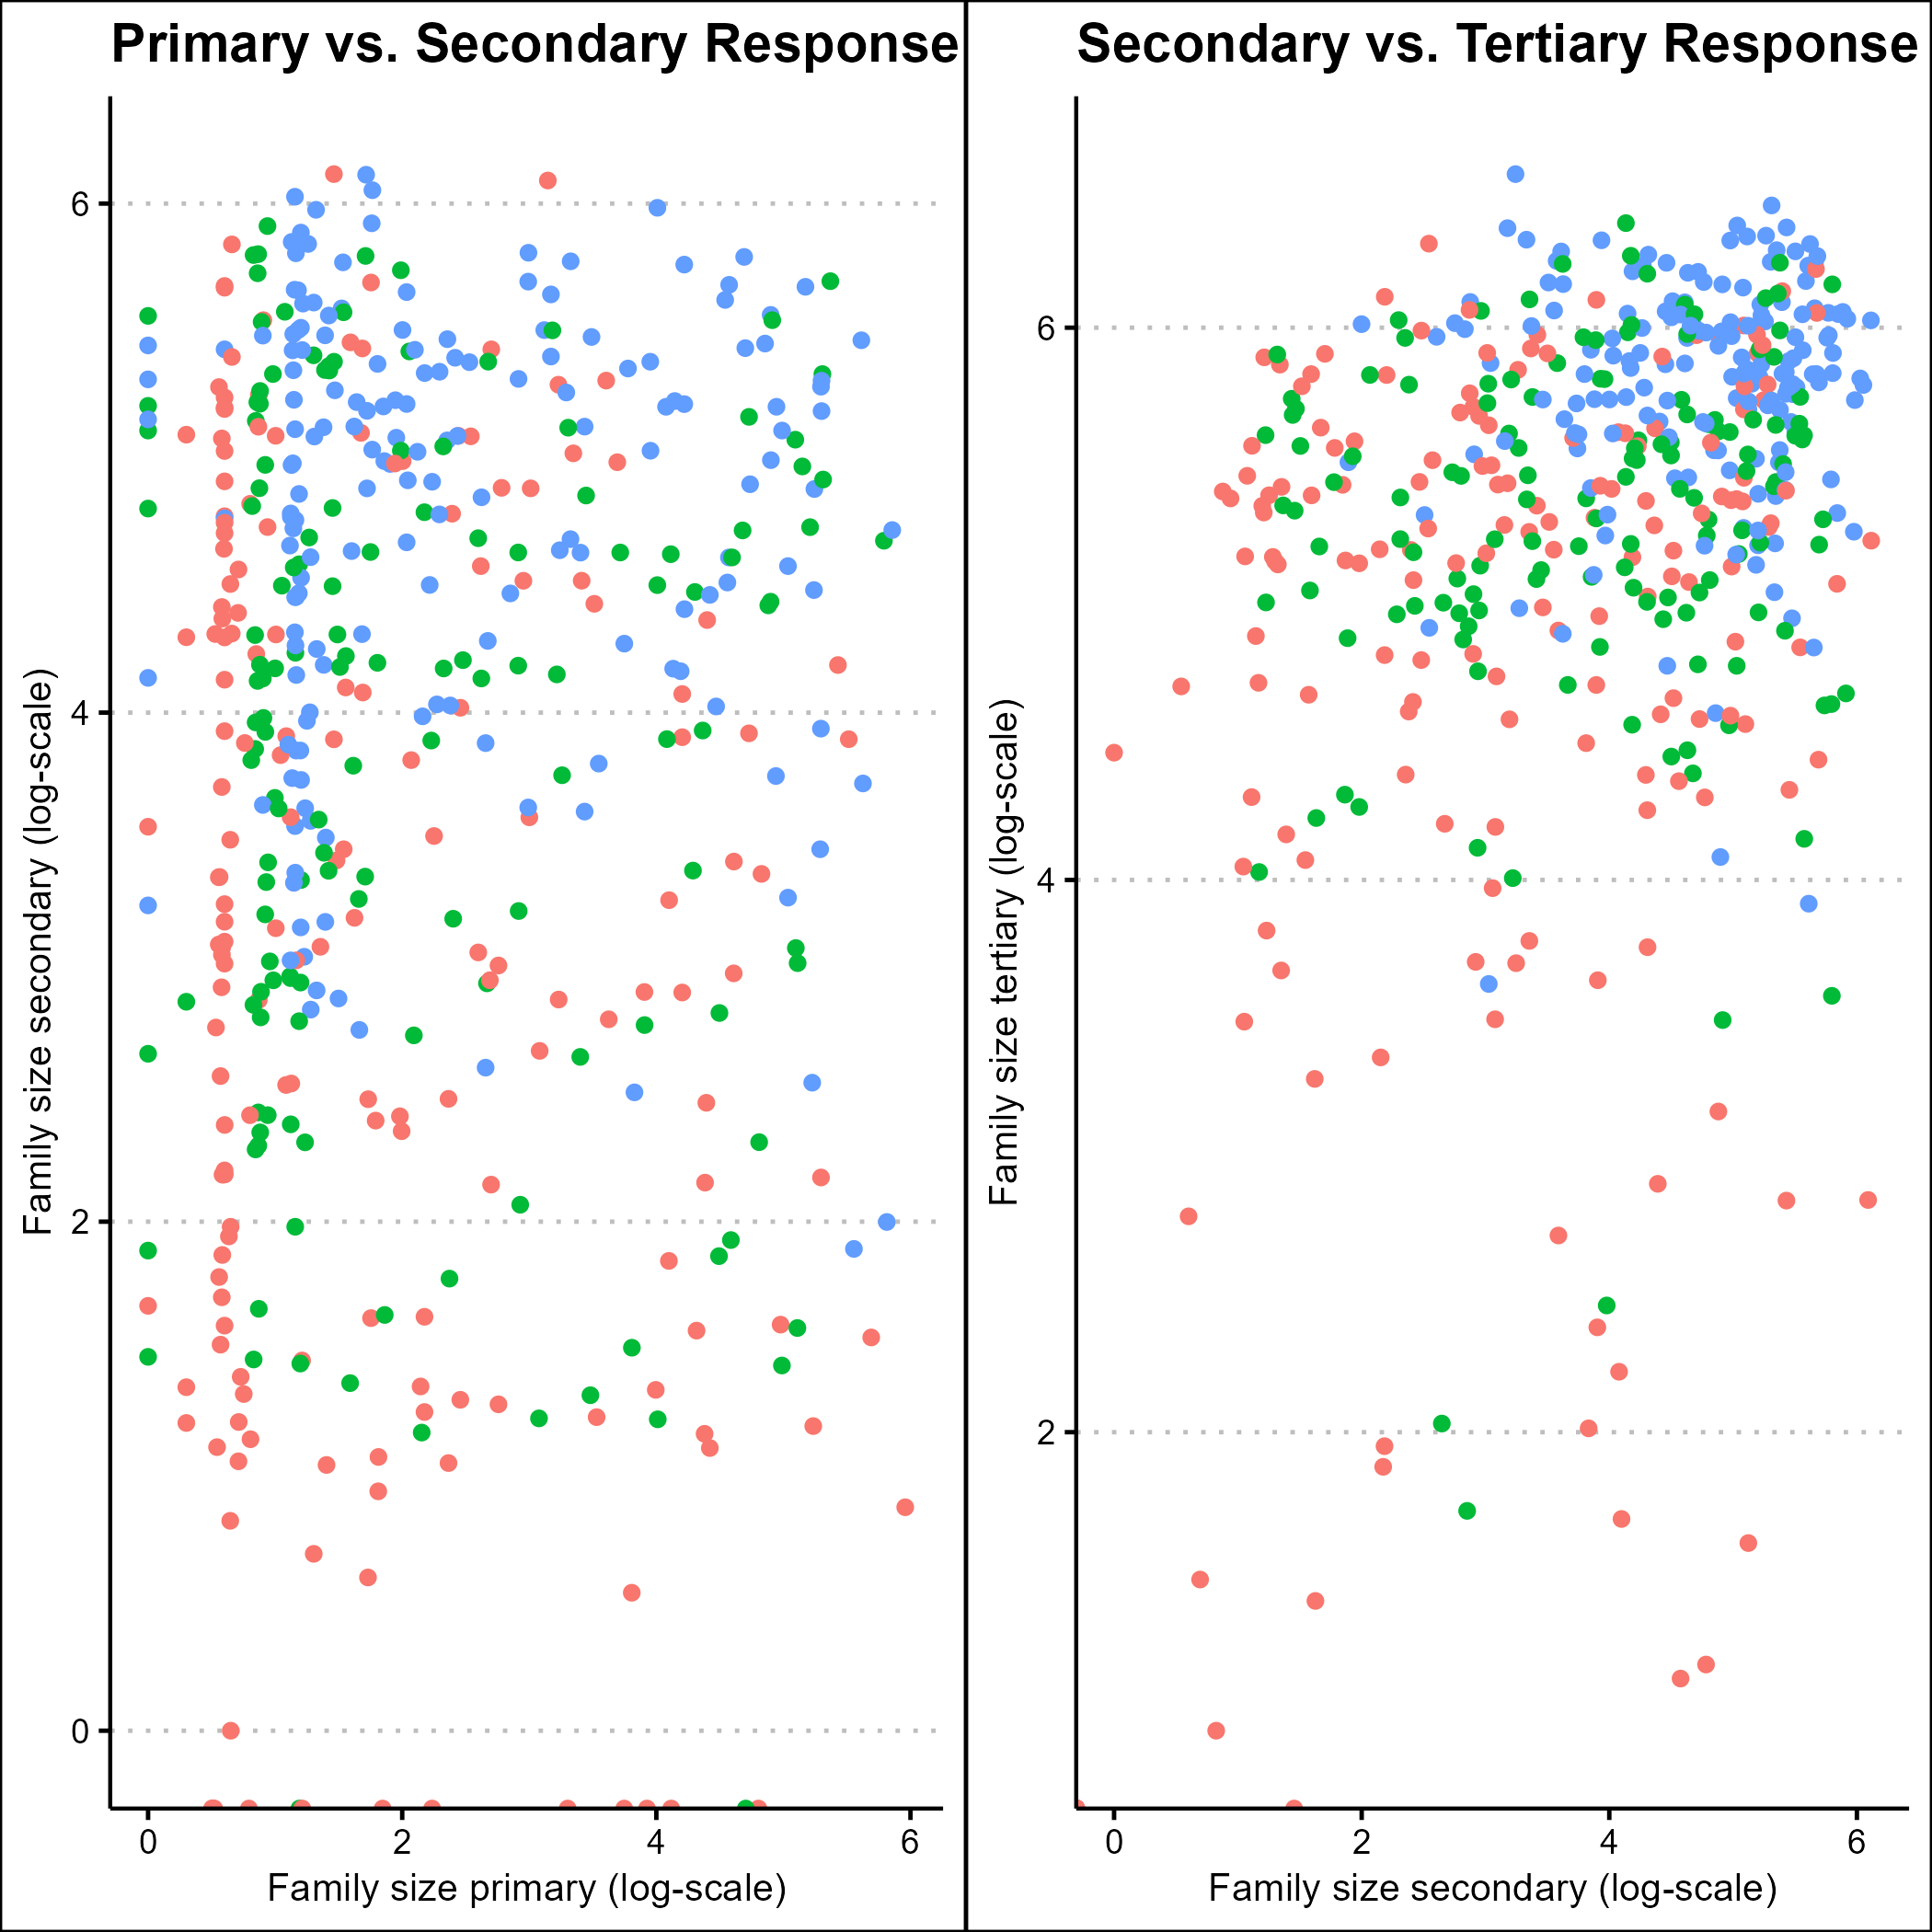 Primary vs. Secondary Response
Family size secondary (log-scale)
6
4
2
0
0 2 4 6
Family size primary (log-scale)
Secondary vs. Tertiary Response
Family size tertiary (log-scale)
6
4
2
0 2 4 6
Family size secondary (log-scale)